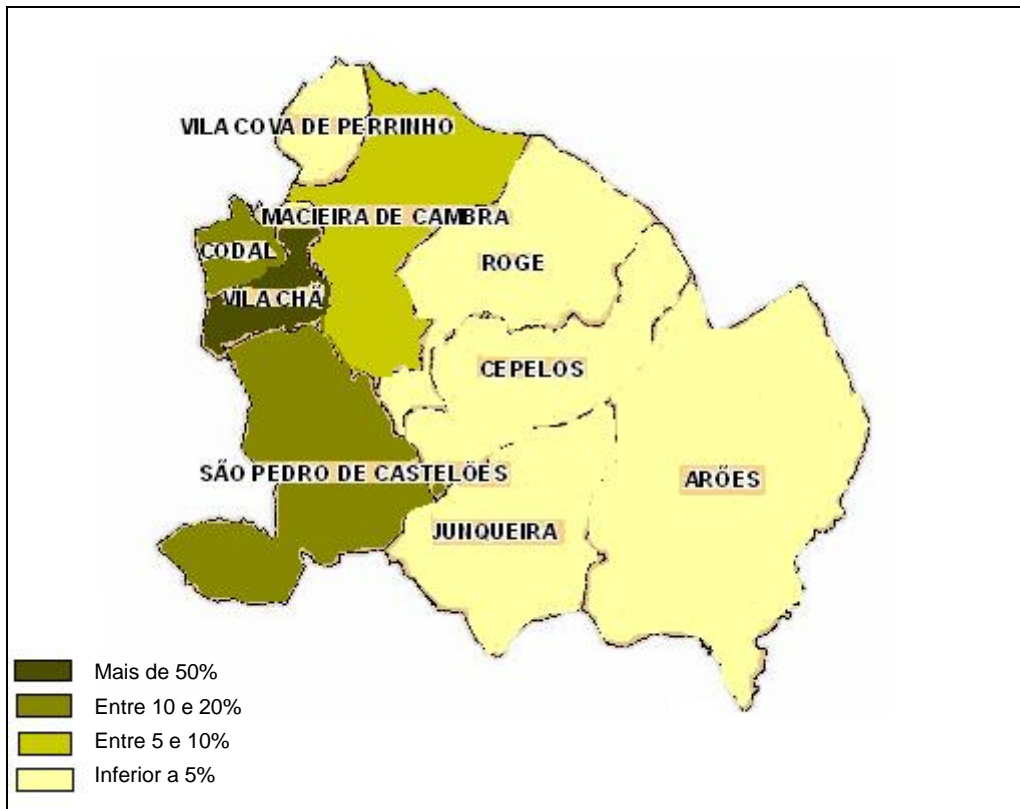 VILA COVA DE PERRINHO
MACIEIRA DE CAMBRA
CODAL
ROGE
VILA CHÃ
CEPELOS
SÃO PEDRO DE CASTELÕES
ARÕES
JUNQUEIRA
Mais de 50%
Entre 10 e 20%
Entre 5 e 10%
Inferior a 5%